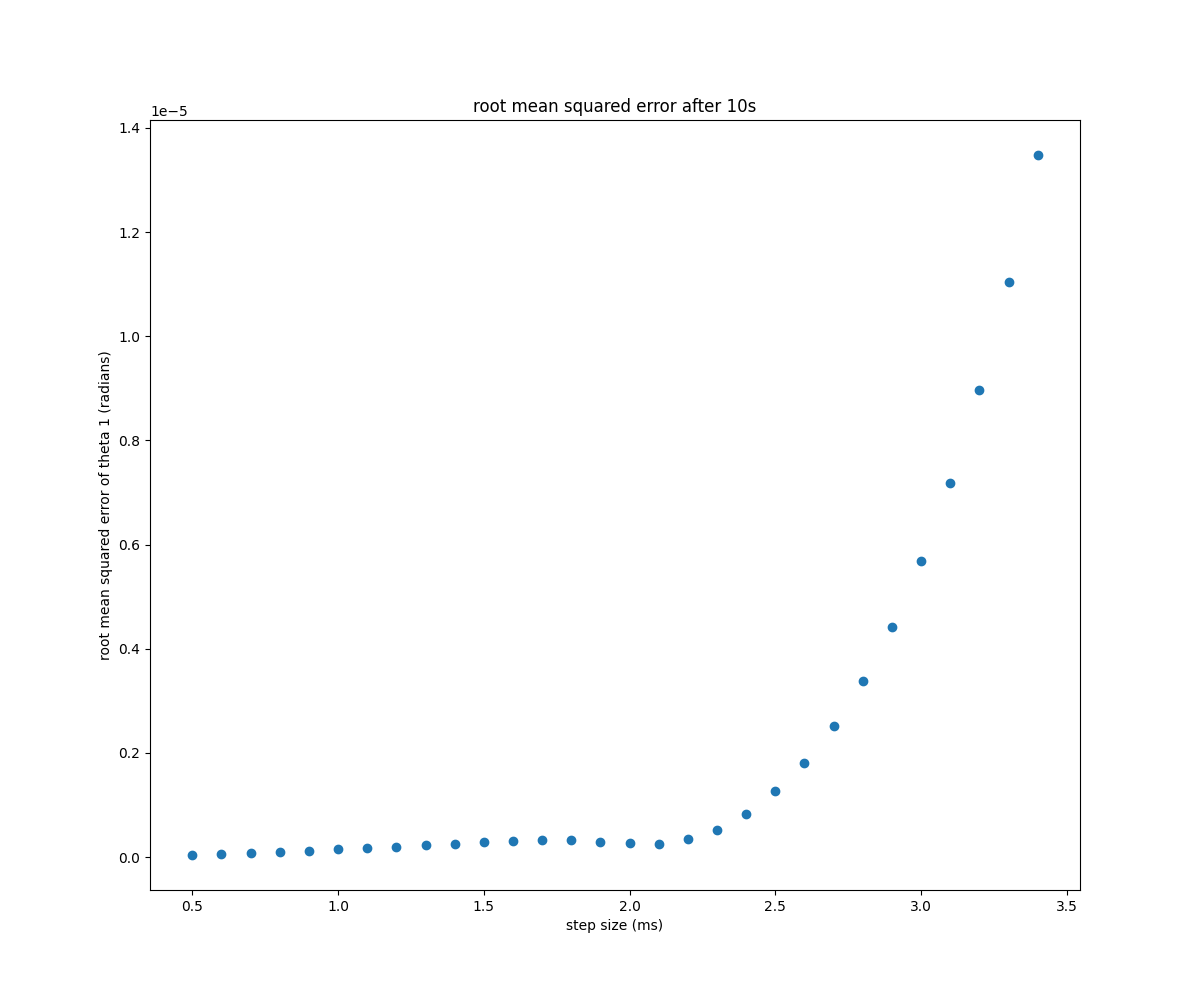 root mean squared error after 10s
1e−5
1.4
1.2
1.0
0.8
0.6
0.4
0.2
0.0
root mean squared error of theta 1 (radians)
0.5 1.0 1.5 2.0 2.5 3.0 3.5
step size (ms)